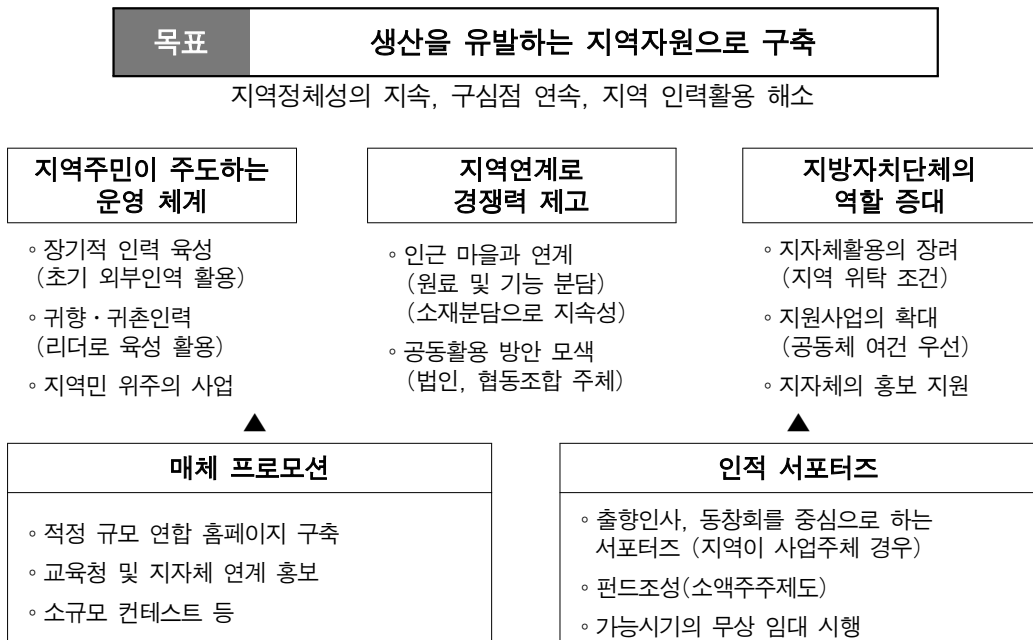 목표
생산을 유발하는 지역자원으로 구축
지역정체성의 지속, 구심점 연속, 지역 인력활용 해소
지역주민이 주도하는
운영 체계
◦ 장기적 인력 육성
(초기 외부인역 활용)
◦ 귀향 · 귀촌인력
(리더로 육성 활용)
◦ 지역민 위주의 사업
지역연계로
경쟁력 제고
◦ 인근 마을과 연계
(원료 및 기능 분담)
(소재분담으로 지속성)
◦ 공동활용 방안 모색
(법인, 협동조합 주체)
지방자치단체의
역할 증대
◦ 지자체활용의 장려
(지역 위탁 조건)
◦ 지원사업의 확대
(공동체 여건 우선)
◦ 지자체의 홍보 지원
▲
▲
매체 프로모션
◦ 적정 규모 연합 홈페이지 구축
◦ 교육청 및 지자체 연계 홍보
◦ 소규모 컨테스트 등
인적 서포터즈
◦ 출향인사, 동창회를 중심으로 하는
서포터즈 (지역이 사업주체 경우)
◦ 펀드조성(소액주주제도)
◦ 가능시기의 무상 임대 시행